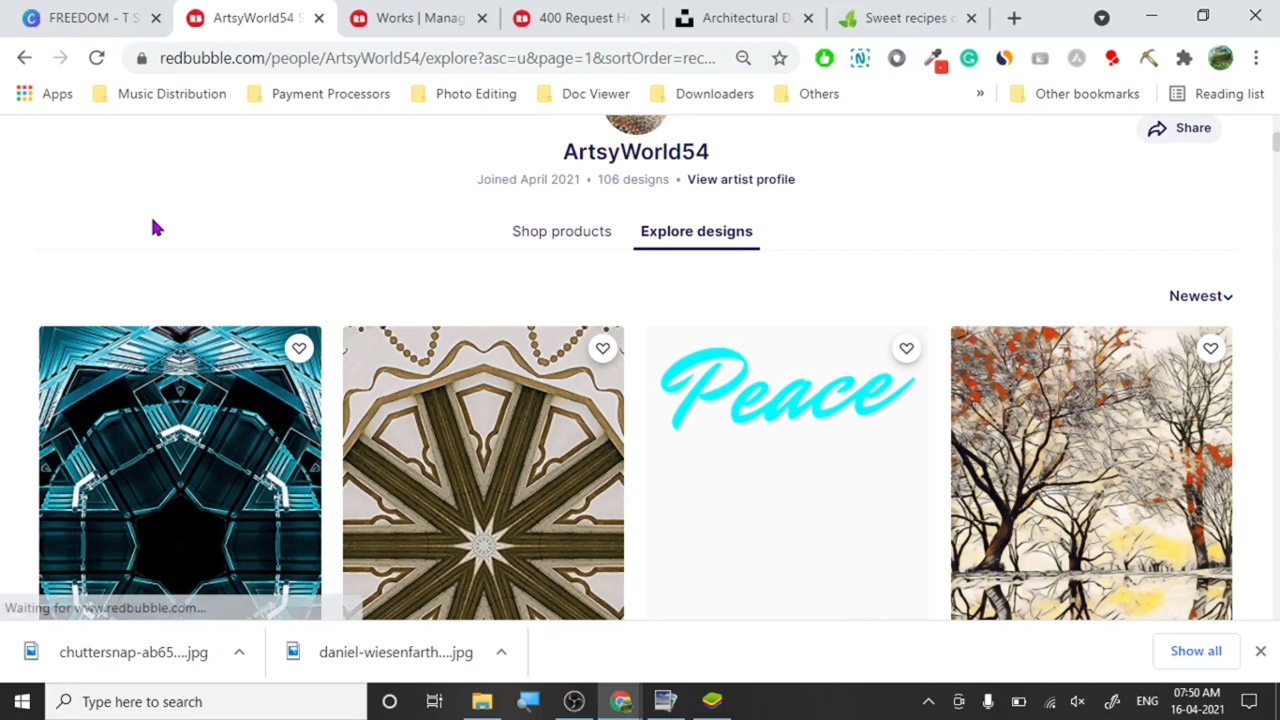 FREEDOM - T S
ArtsyWorld54 S
Works | Manag
400 Request He
Architectural D
Sweet recipes o
redbubble.com/people/ArtsyWorld54/explore?asc=u&page=1&sortOrder=rec...
Apps
Music Distribution
Payment Processors
Photo Editing
Doc Viewer
Downloaders
Others
»
Other bookmarks
Reading list
Share
ArtsyWorld54
Joined April 2021 • 106 designs • View artist profile
Shop products
Explore designs
Newest
Peace
Waiting for www.redbubble.com...
chuttersnap-ab65....jpg
daniel-wiesenfarth....jpg
Show all
Type here to search
ENG
07:50 AM
16-04-2021